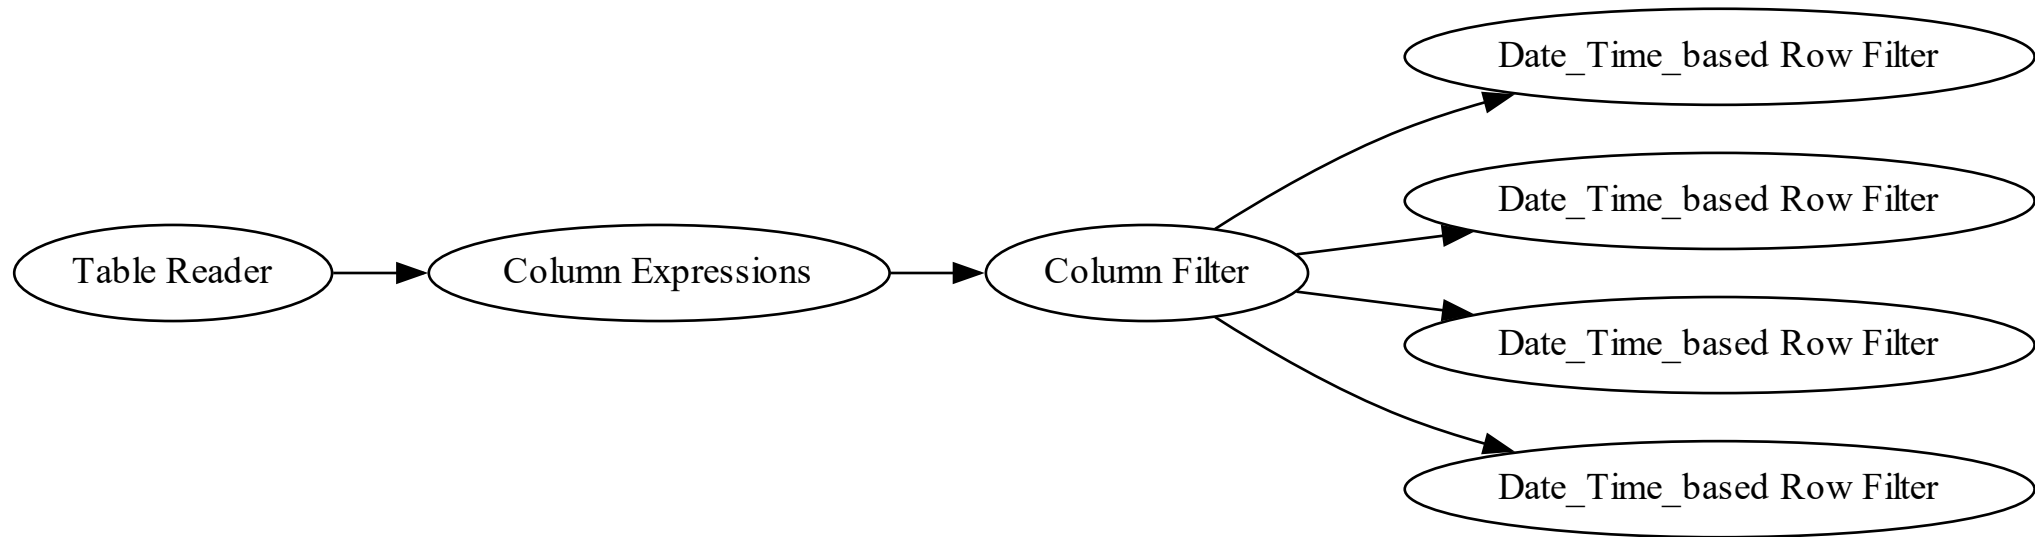 Date_Time_based Row Filter
Date_Time_based Row Filter
Table Reader
Column Expressions
Column Filter
Date_Time_based Row Filter
Date_Time_based Row Filter